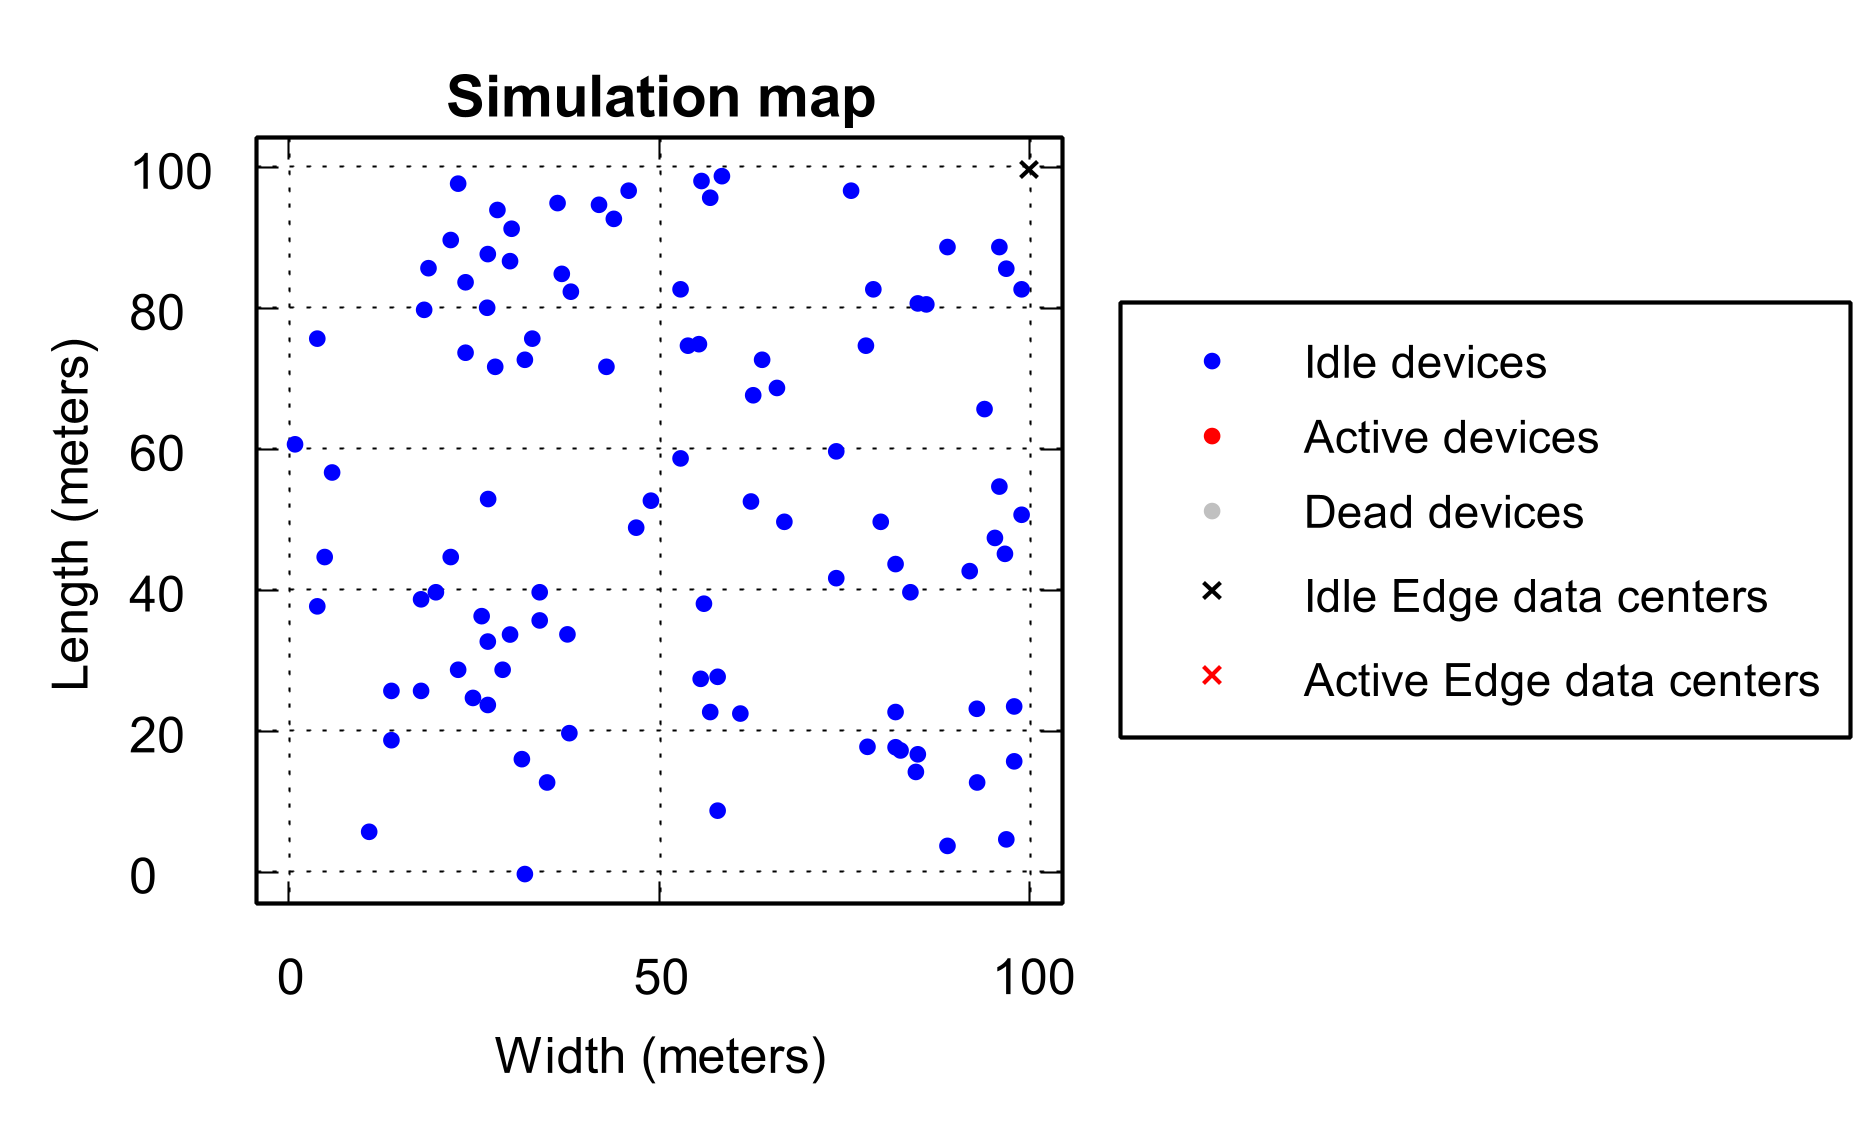 Simulation map
100
80
60
40
20
0
Length (meters)
0 50 100
Width (meters)
Idle devices
Active devices
Dead devices
Idle Edge data centers
Active Edge data centers